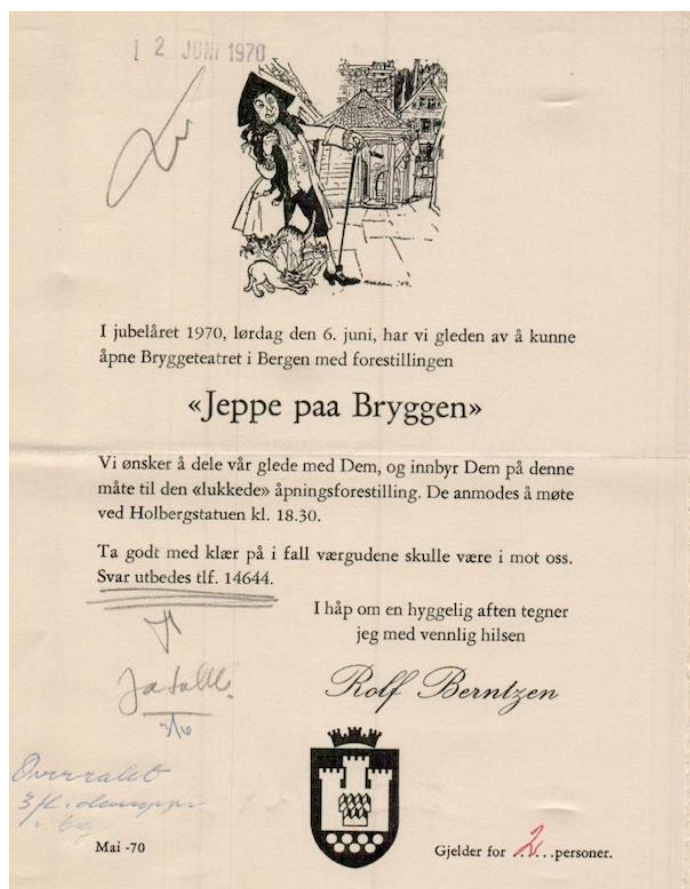 2 JUNI 1970
I jubelåret 1970, lørdag den 6. juni, har vi gleden av å kunne
åpne Bryggeteatret i Bergen med forestillingen
«Jeppe paa Bryggen»
Vi ønsker å dele vår glede med Dem, og innbyr Dem på denne
måte til den «lukkede» åpningsforestilling. De anmodes å møte
ved Holbergstatuen kl. 18.30.
Ta godt med klær på i fall værgudene skulle være i mot oss.
Svar utbedes tlf. 14644.
I håp om en hyggelig aften tegner
jeg med vennlig hilsen
Rolf Berntzen
Ja takk.
3/6
Mai -70
Gjelder for 2...personer.